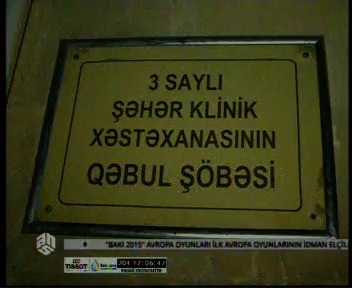 3 SAYLI
ŞƏHƏR KLİNİK
XƏSTƏXANASININ
QƏBUL ŞÖBƏSİ
"BAKI 2015" AVROPA OYUNLARI İLK AVROPA OYUNLARININ İDMAN ELÇİL
TISSOT
17:06:47